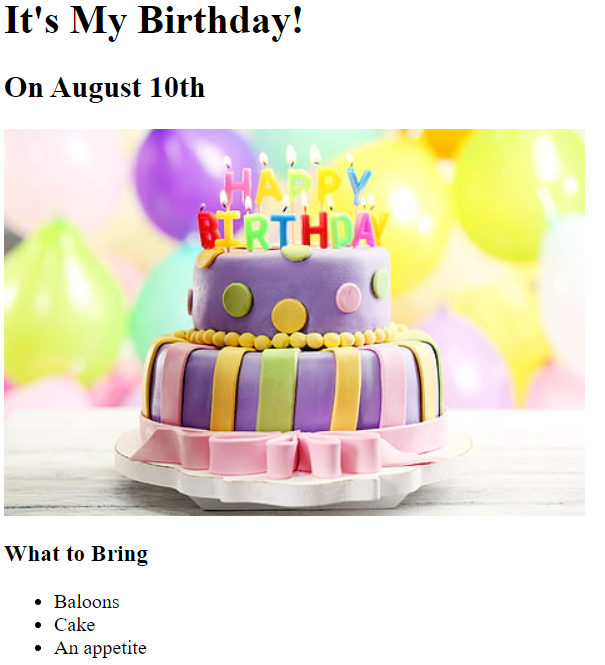 It's My Birthday!
On August 10th
HAPPY
BIRTHDAY
What to Bring
Baloons
Cake
An appetite